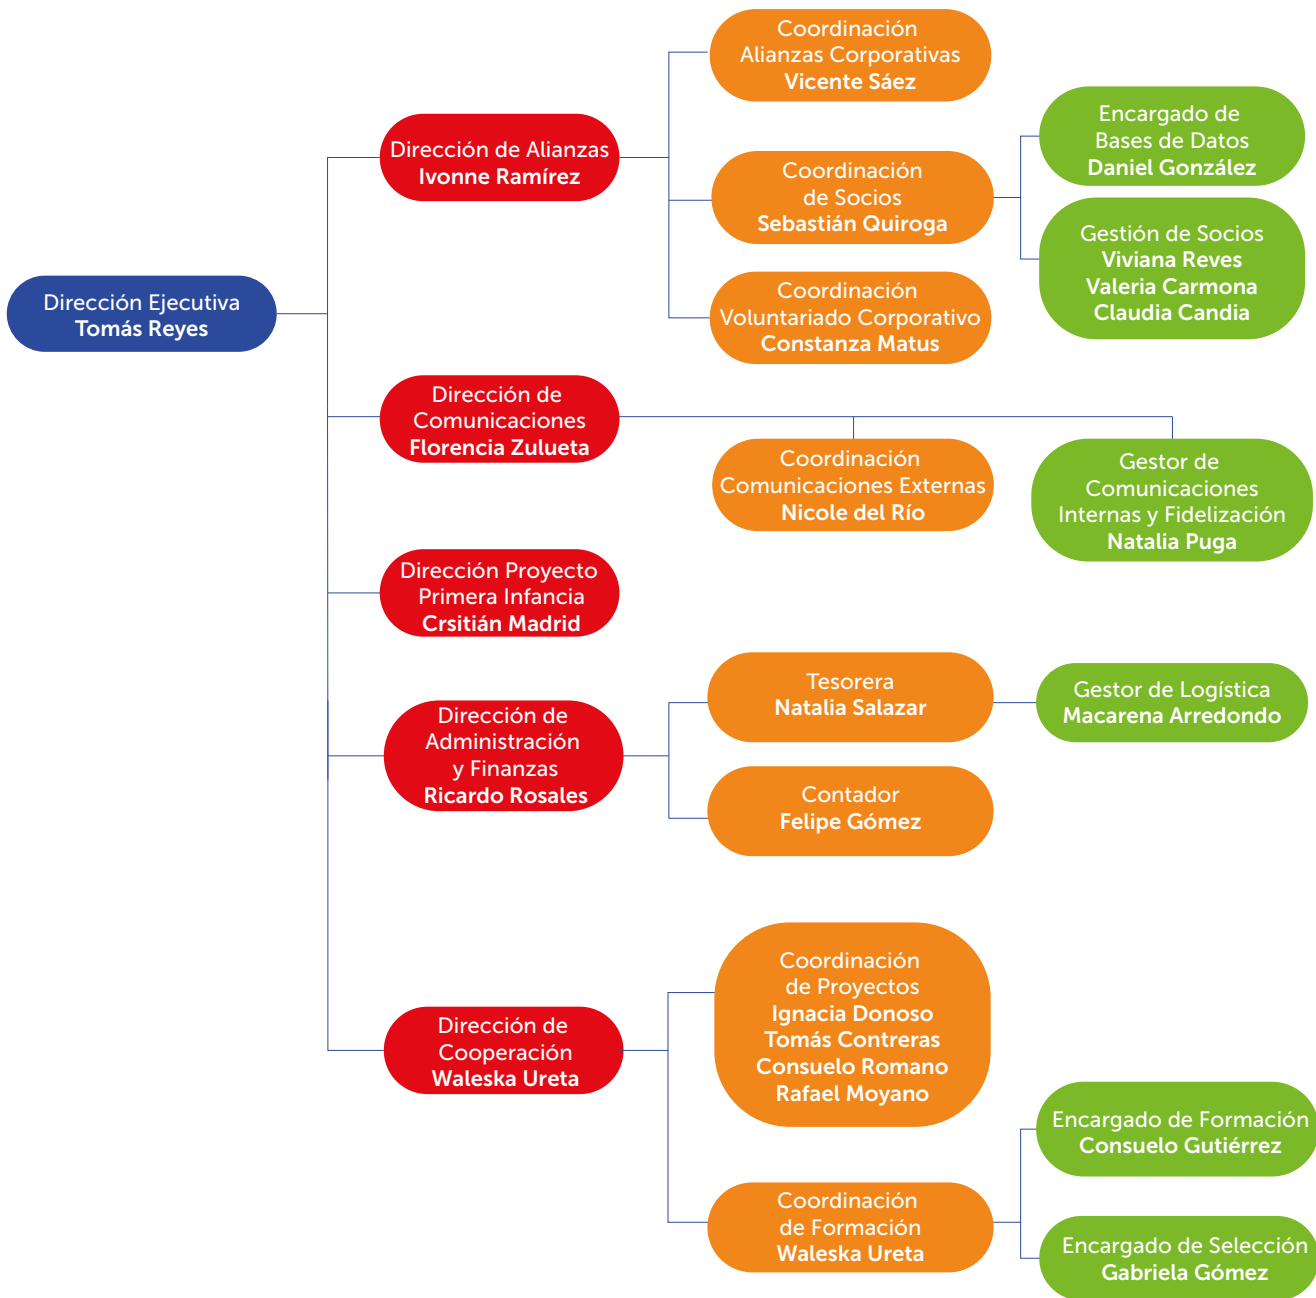 Dirección Ejecutiva
Tomás Reyes
Dirección de Alianzas
Ivonne Ramírez
Coordinación
Alianzas Corporativas
Vicente Sáez
Coordinación
de Socios
Sebastián Quiroga
Encargado de
Bases de Datos
Daniel González
Gestión de Socios
Viviana Reves
Valeria Carmona
Claudia Candia
Coordinación
Voluntariado Corporativo
Constanza Matus
Dirección de
Comunicaciones
Florencia Zulueta
Coordinación
Comunicaciones Externas
Nicole del Río
Gestor de
Comunicaciones
Internas y Fidelización
Natalia Puga
Dirección Proyecto
Primera Infancia
Crsitián Madrid
Dirección de
Administración
y Finanzas
Ricardo Rosales
Tesorera
Natalia Salazar
Gestor de Logística
Macarena Arredondo
Contador
Felipe Gómez
Dirección de
Cooperación
Waleska Ureta
Coordinación
de Proyectos
Ignacia Donoso
Tomás Contreras
Consuelo Romano
Rafael Moyano
Coordinación
de Formación
Waleska Ureta
Encargado de Formación
Consuelo Gutiérrez
Encargado de Selección
Gabriela Gómez